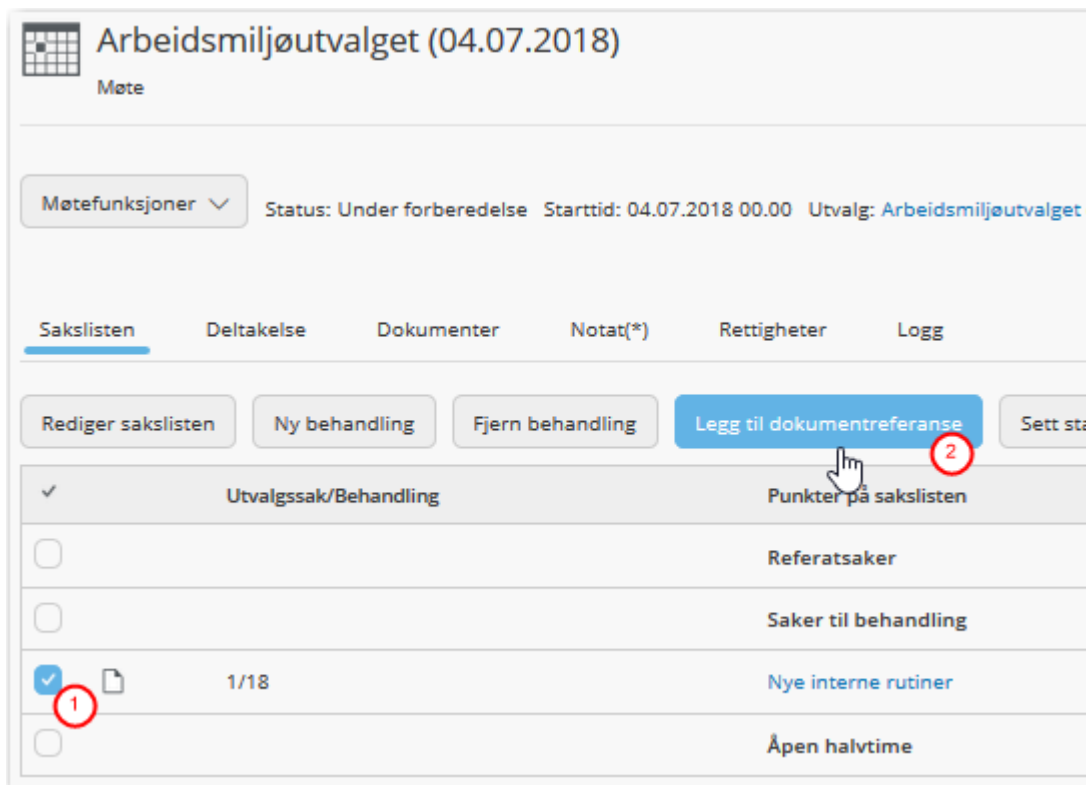 Arbeidsmiljøutvalget (04.07.2018)
Møte
Møtefunksjoner Status: Under forberedelse Starttid: 04.07.2018 00.00 Utvalg: Arbeidsmiljøutvalget
Sakslisten Deltakelse Dokumenter Notat(*) Rettigheter Logg
Rediger sakslisten Ny behandling Fjern behandling Legg til dokumentreferanse Sett sta
2
Utvalgssak/Behandling Punkter på sakslisten
Referatsaker
Saker til behandling
1/18 Nye interne rutiner
1
Åpen halvtime